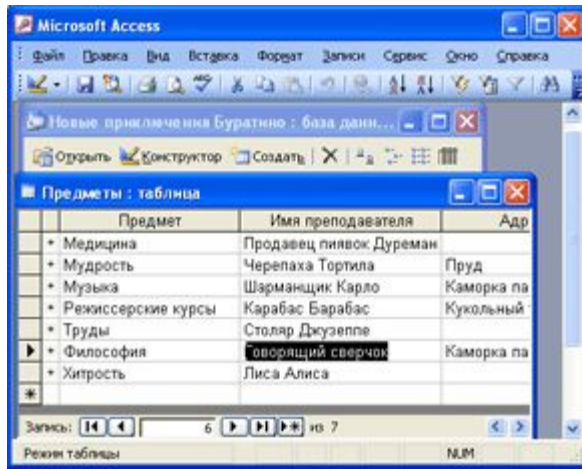 Microsoft Access
Файл Правка Вид Вставка Формат Записи Сервис Окно Справка
Новые приключения Буратино : база данн...
Открыть Конструктор Создать
Предметы : таблица
Предмет Имя преподавателя Адр
+ Медицина Продавец пиявок Дуреман
+ Мудрость Черепаха Тортила Пруд
+ Музыка Шарманщик Карло Каморка па
+ Режиссерские курсы Карабас Барабас Кукольный
+ Труды Столяр Джузеппе
+ Философия Говорящий сверчок Каморка па
+ Хитрость Лиса Алиса
Запись: 6 из 7
Режим таблицы NUM